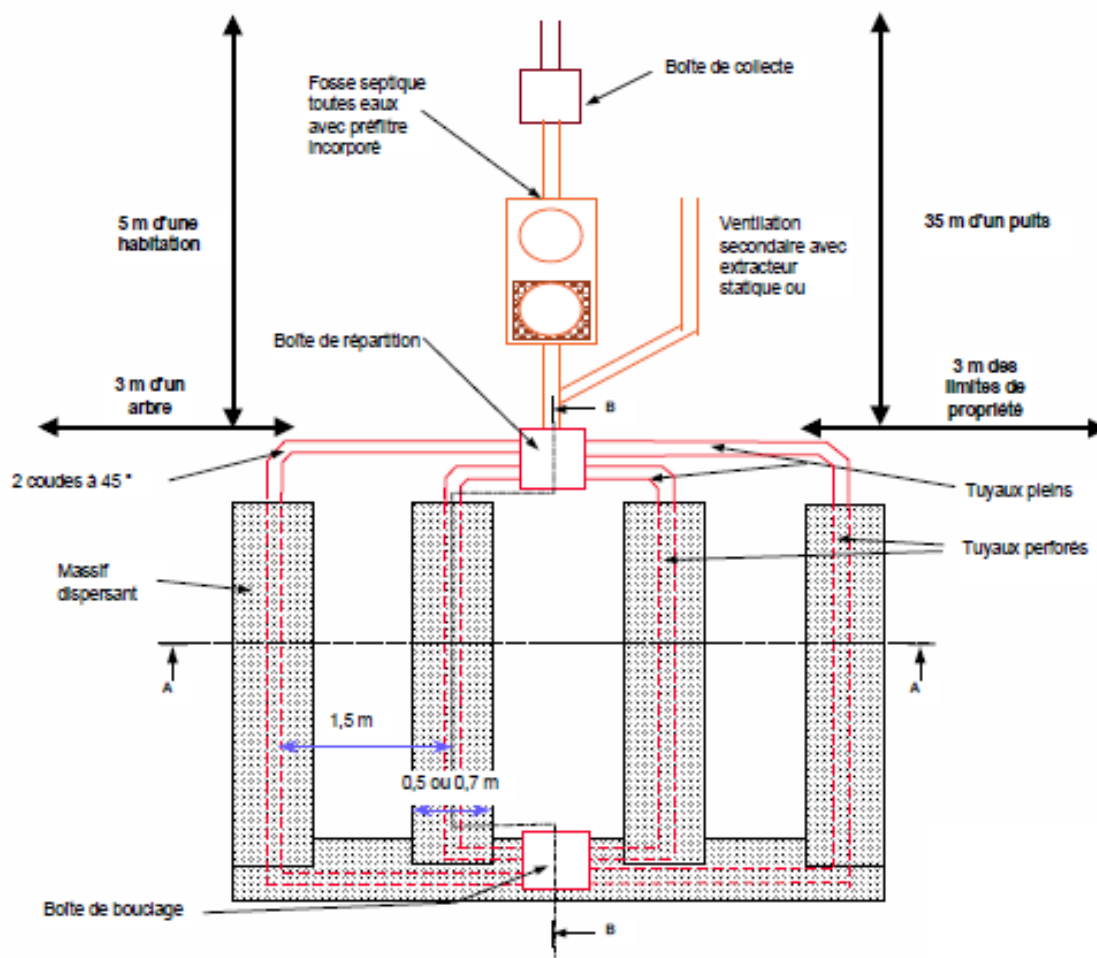 Boîte de collecte
Fosse septique
toutes eaux
avec préfiltre
incorporé
5 m d'une
habitation
Ventilation
secondaire avec
extracteur
statique ou
35 m d'un puits
Boîte de répartition
3 m d'un
arbre
B
3 m des
limites de
propriété
2 coudes à 45 °
Tuyaux pleins
Tuyaux perforés
Massif
dispersant
A
A
1,5 m
0,5 ou 0,7 m
Boîte de bouclage
B